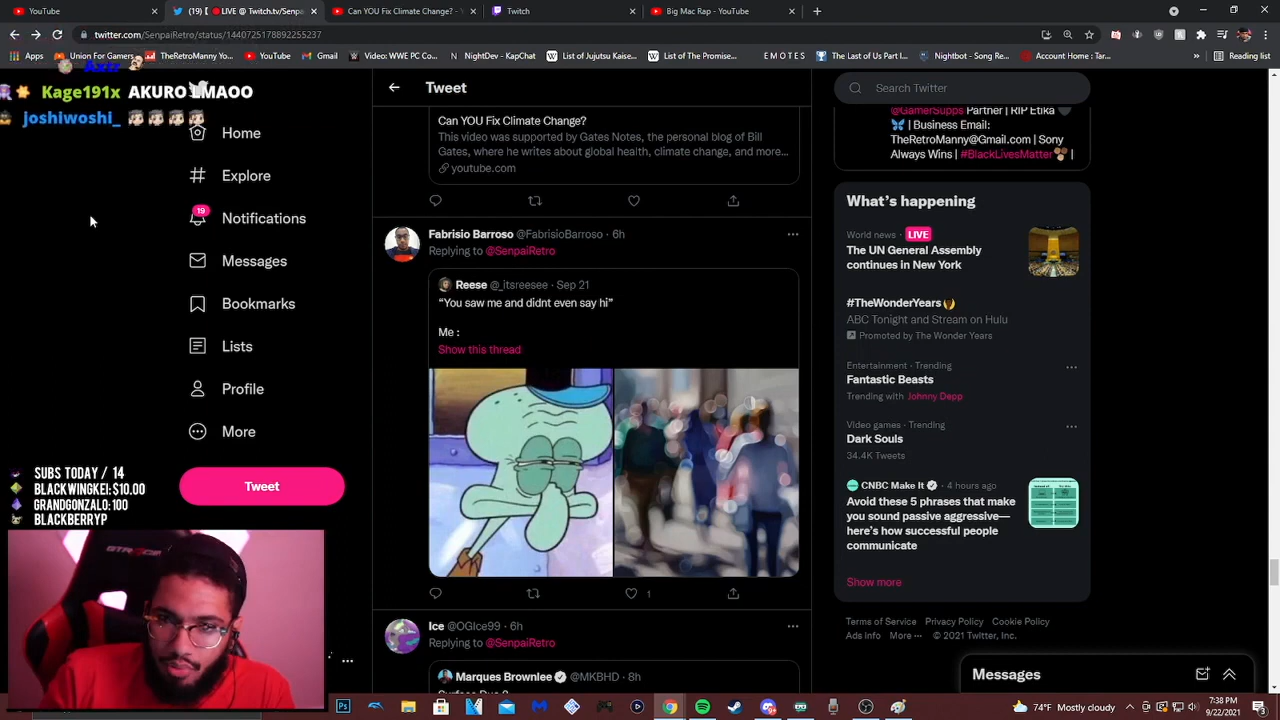 YouTube
(19) LIVE @ Twitch.tv/Senpai
Can YOU Fix Climate Change? -
Twitch
Big Mac Rap - YouTube
twitter.com/SenpaiRetro/status/1440725178892255237
Apps
Union For Gamers
TheRetroManny Yo...
YouTube
Gmail
Video: WWE PC Co...
Nightdev - KapChat
List of Jujutsu Kaise...
List of The Promise...
E M O T E S
The Last of Us Part...
Nightbot - Song Re...
Account Home : Tar...
»
Reading list
Axir
Kage191x AKURO LMAOO
joshiwoshi_
Home
Explore
19
Notifications
Messages
Bookmarks
Lists
Profile
More
Tweet
SUBS TODAY / 14
BLACKWINGKEI: $10.00
GRANDGONZALO: 100
BLACKBERRYP
GTRACING
Tweet
Can YOU Fix Climate Change?
This video was supported by Gates Notes, the personal blog of Bill
Gates, where he writes about global health, climate change, and more...
youtube.com
Fabrisio Barroso @FabrisioBarroso · 6h
Replying to @SenpaiRetro
Reese @_itsreesee · Sep 21
“You saw me and didnt even say hi”
Me :
Show this thread
1
Ice @OGIce99 · 6h
Replying to @SenpaiRetro
Marques Brownlee @MKBHD · 8h
Surface Duo 2
Search Twitter
@GamerSupps Partner | RIP Etika
| Business Email:
TheRetroManny@Gmail.com | Sony
Always Wins | #BlackLivesMatter |
What’s happening
World news · LIVE
The UN General Assembly
continues in New York
#TheWonderYears
ABC Tonight and Stream on Hulu
Promoted by The Wonder Years
Entertainment · Trending
Fantastic Beasts
Trending with Johnny Depp
Video games · Trending
Dark Souls
34.4K Tweets
CNBC Make It · 4 hours ago
Avoid these 5 phrases that make
you sound passive aggressive—
here’s how successful people
communicate
Show more
Terms of Service Privacy Policy Cookie Policy
Ads info More ··· © 2021 Twitter, Inc.
Messages
74°F Mostly cloudy
7:38 PM
9/22/2021